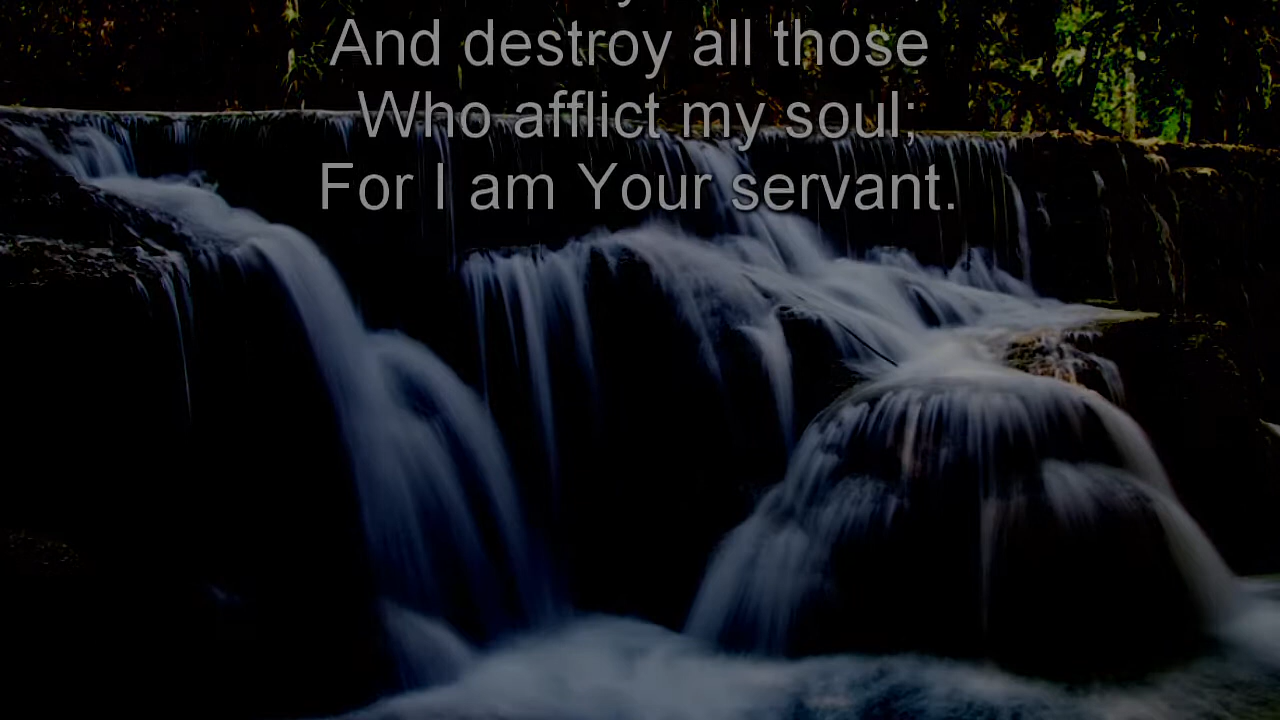 And destroy all those
Who afflict my soul;
For I am Your servant.